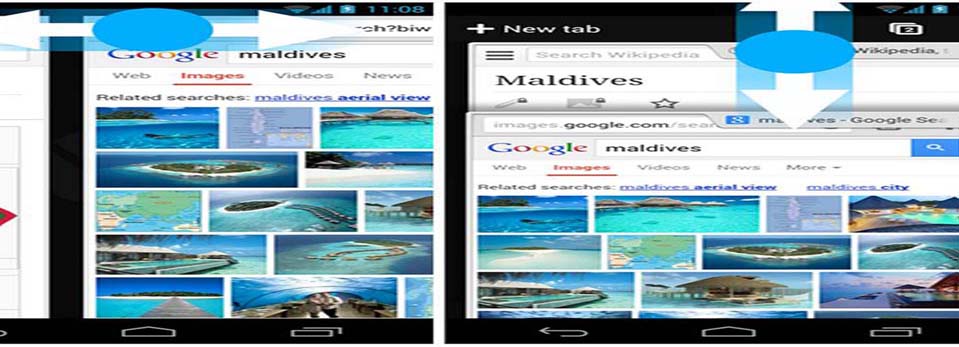 11:08
ch?biw
Google maldives
Web Images Videos News
Related searches: maldives aerial view
+ New tab
2
Search Wikipedia
Wikipedia, t
Maldives
images.google.com/sear
8 maldives - Google Sea
Google maldives
Web Images Videos News More
Related searches: maldives aerial view maldives city